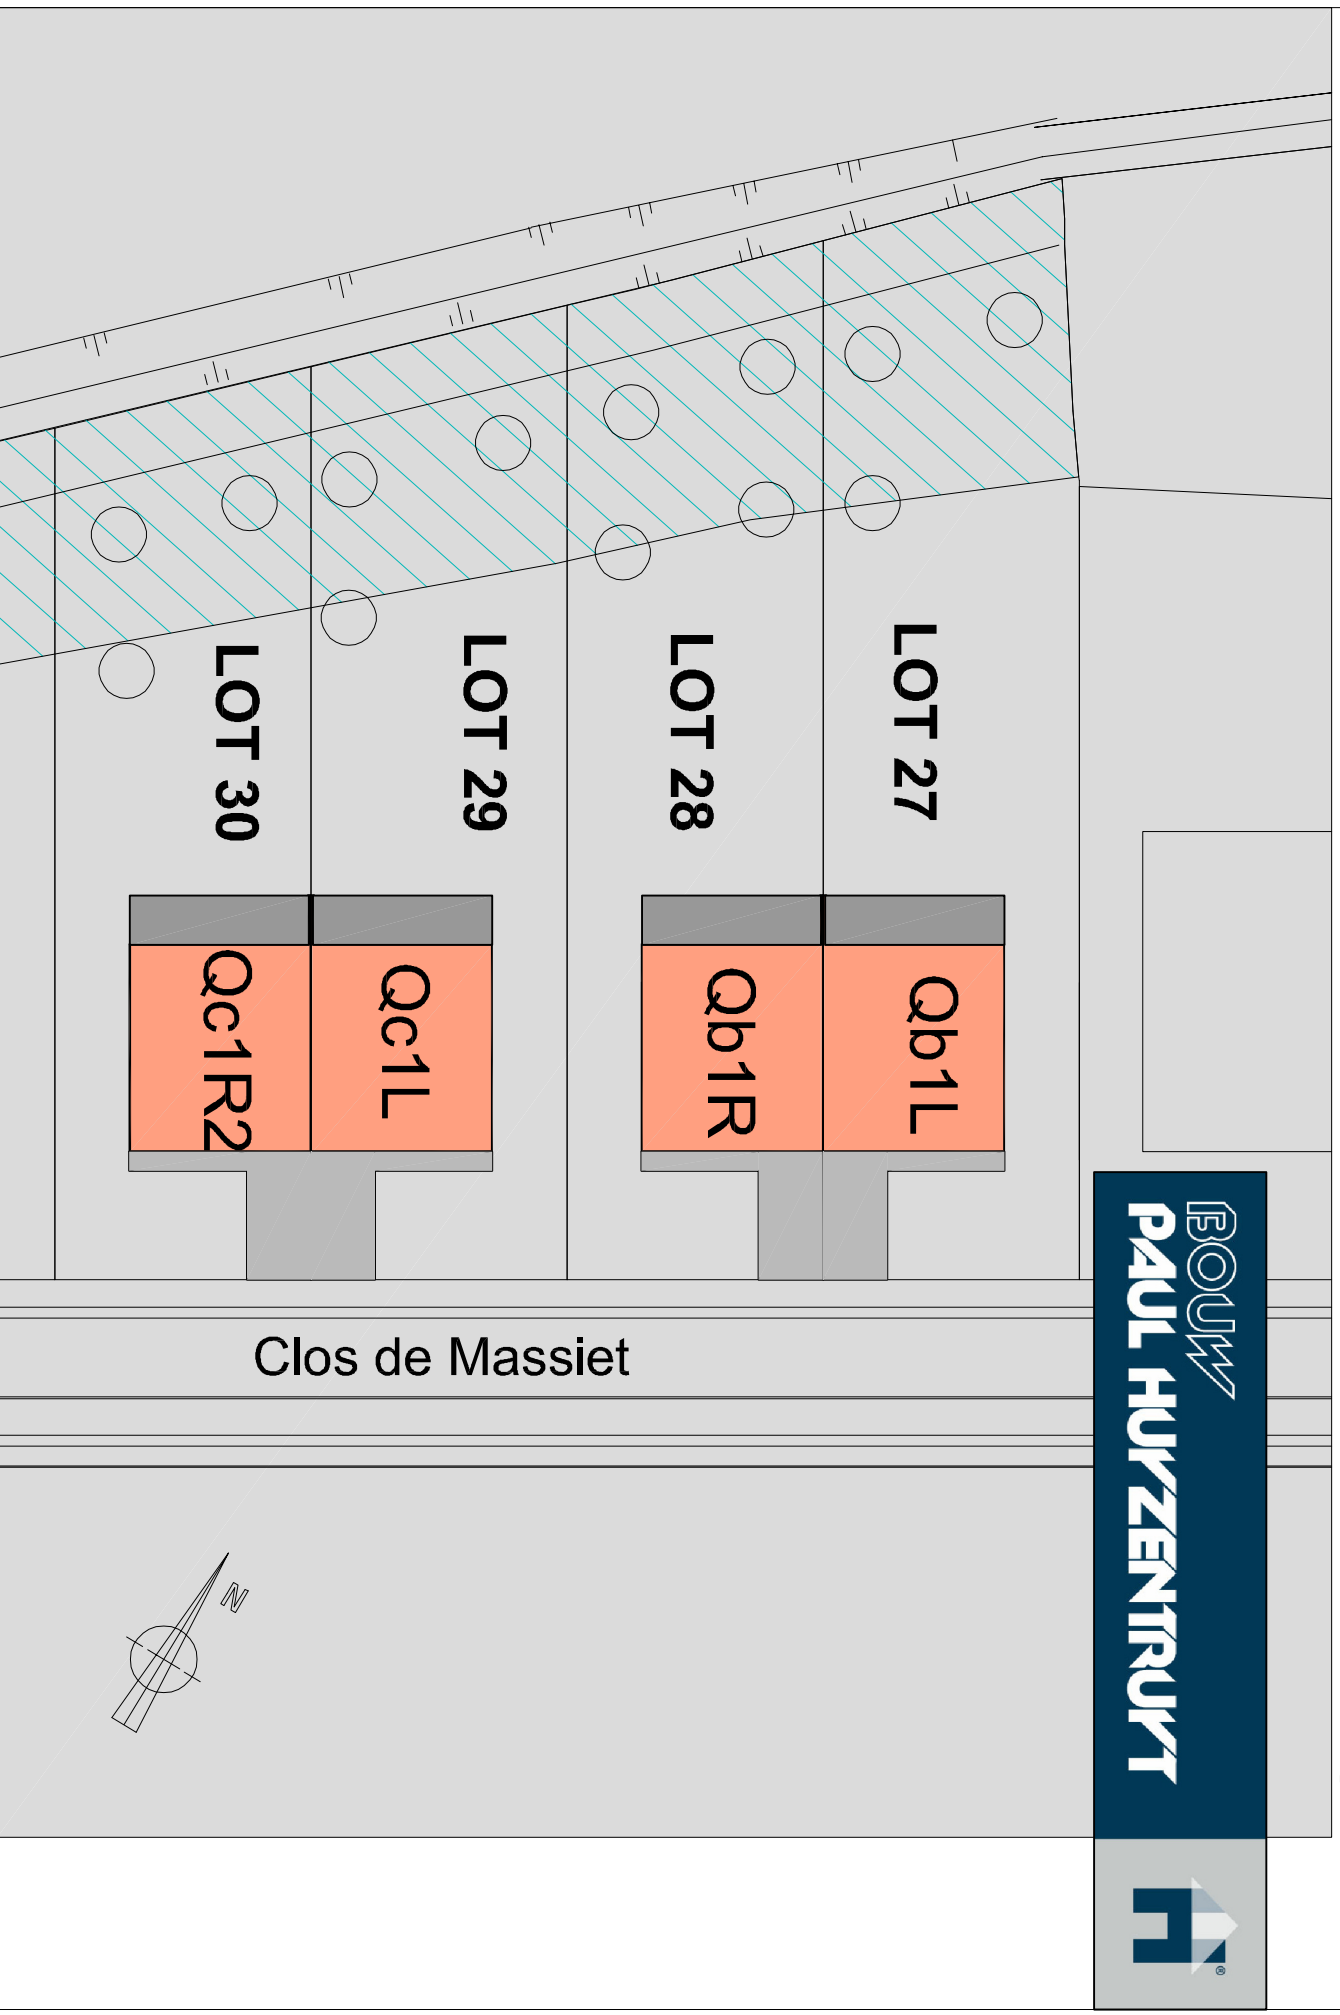 LOT 30
LOT 29
LOT 28
LOT 27
Qc1R2
Qc1L
Qb1R
Qb1L
Clos de Massiet
N
BOUW
PAUL HUYZENTRUYT
®